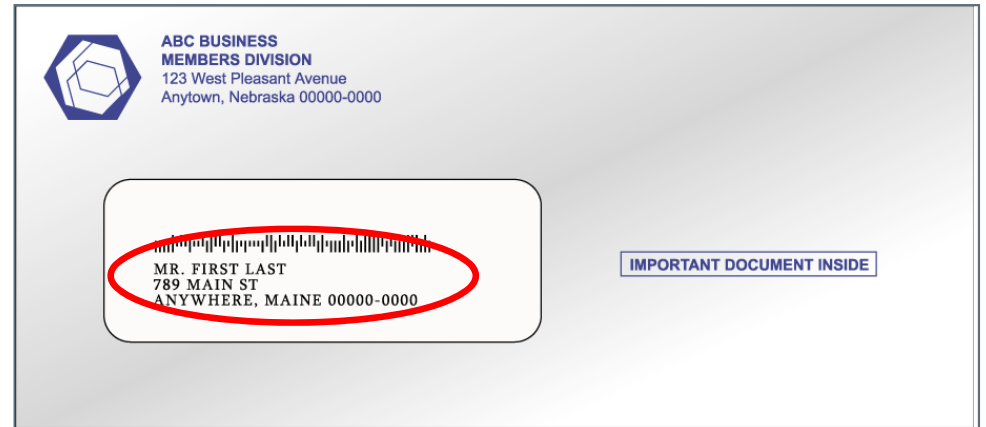 ABC BUSINESS
MEMBERS DIVISION
123 West Pleasant Avenue
Anytown, Nebraska 00000-0000
MR. FIRST LAST
789 MAIN ST
ANYWHERE, MAINE 00000-0000
IMPORTANT DOCUMENT INSIDE